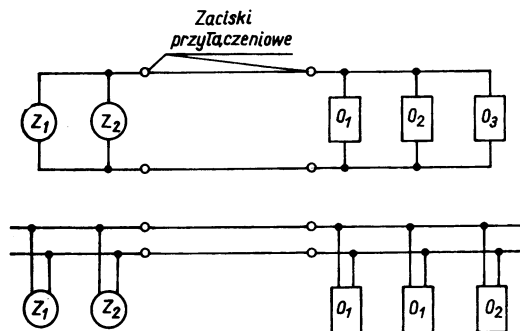 Zaciski
przyłączeniowe
Z1 Z2 O1 O2 O3
Z1 Z2 O1 O1 O2